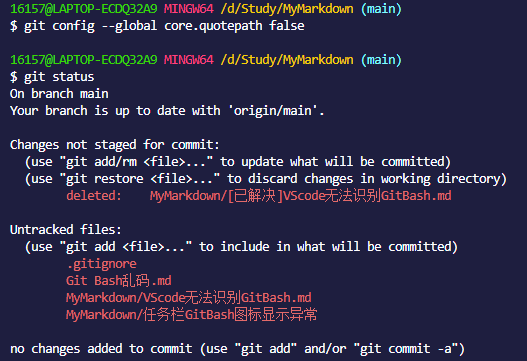 16157@LAPTOP-ECDQ32A9 MINGW64 /d/Study/MyMarkdown (main)
$ git config --global core.quotepath false
16157@LAPTOP-ECDQ32A9 MINGW64 /d/Study/MyMarkdown (main)
$ git status
On branch main
Your branch is up to date with 'origin/main'.
Changes not staged for commit:
(use "git add/rm <file>..." to update what will be committed)
(use "git restore <file>..." to discard changes in working directory)
deleted: MyMarkdown/[已解决]VScode无法识别GitBash.md
Untracked files:
(use "git add <file>..." to include in what will be committed)
.gitignore
Git Bash乱码.md
MyMarkdown/VScode无法识别GitBash.md
MyMarkdown/任务栏GitBash图标显示异常
no changes added to commit (use "git add" and/or "git commit -a")